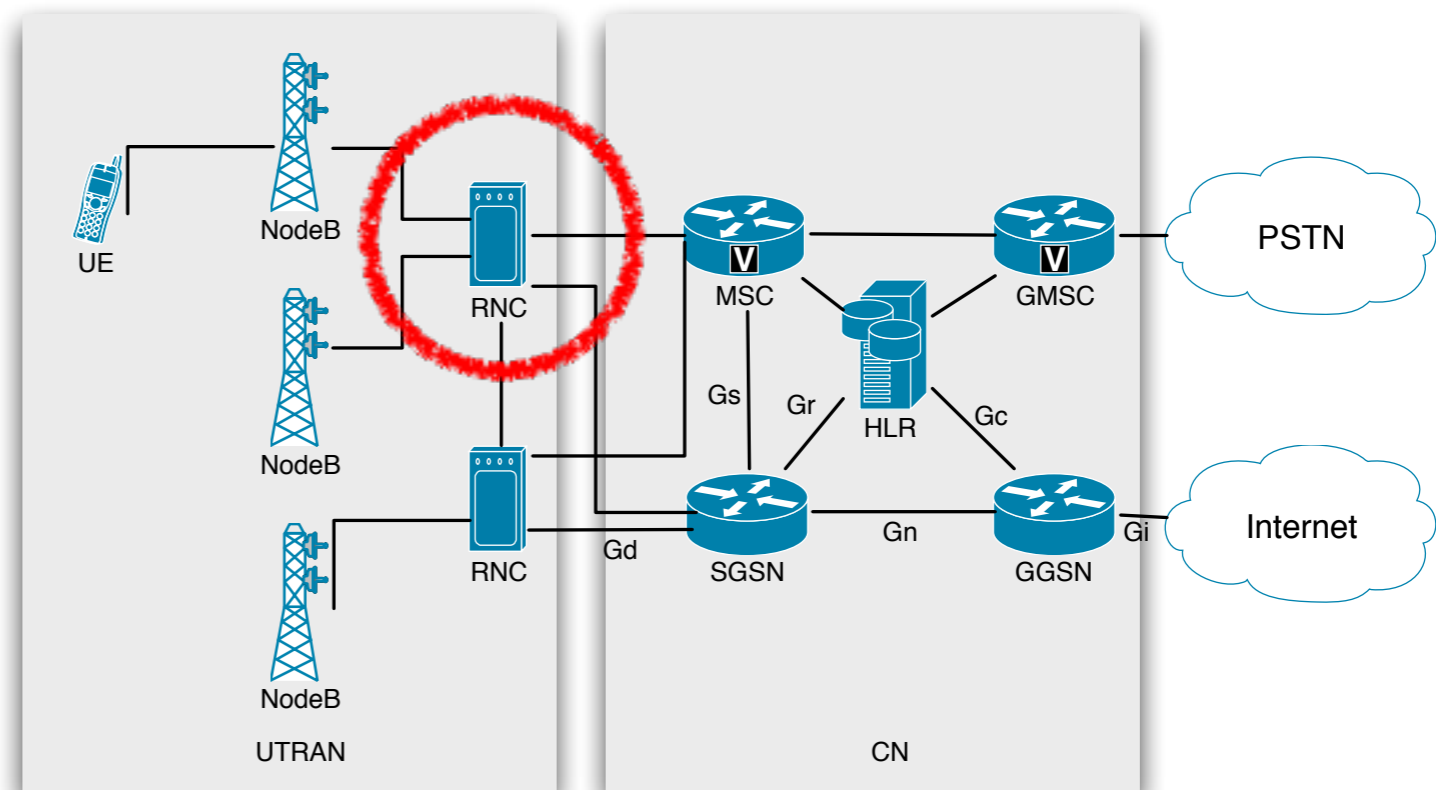 UE
NodeB
NodeB
NodeB
RNC
RNC
UTRAN
V
MSC
V
GMSC
HLR
Gs
Gr
Gc
Gd
SGSN
Gn
GGSN
Gi
CN
PSTN
Internet